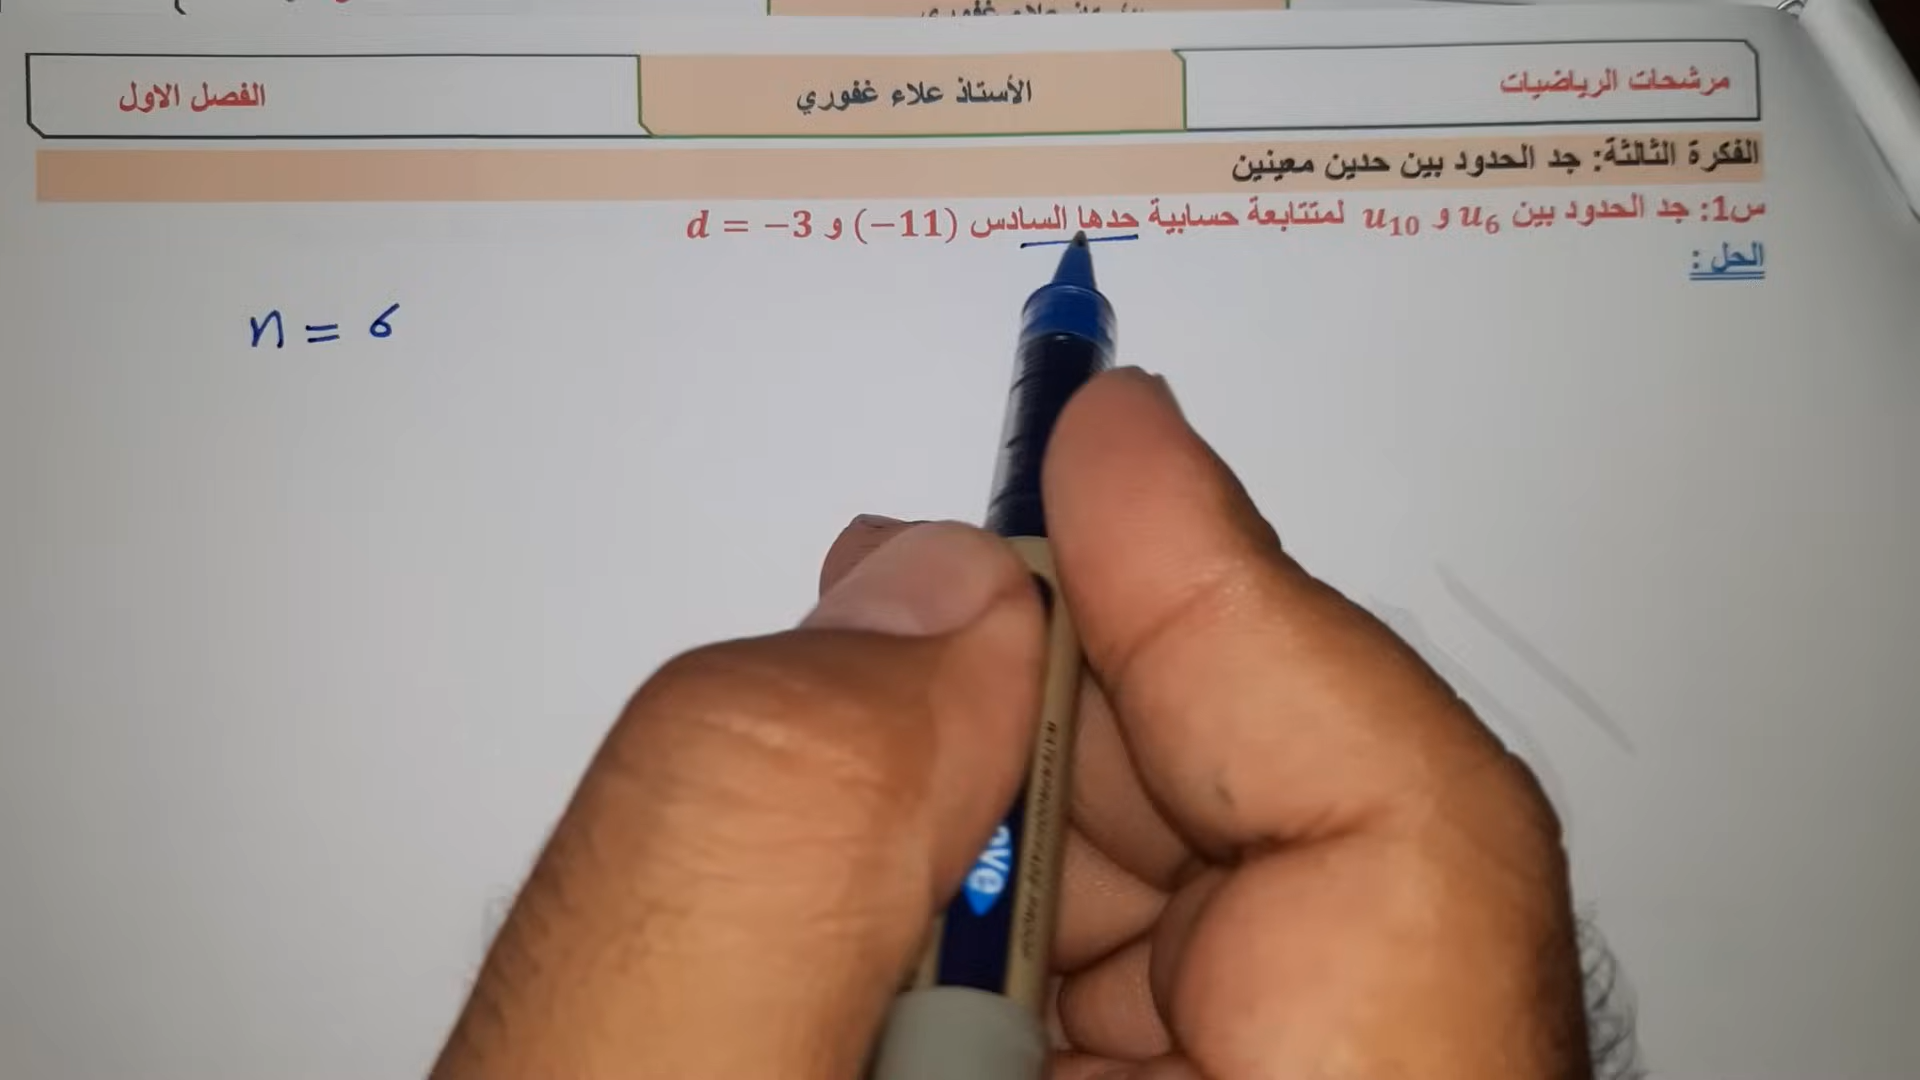 مرشحات الرياضيات
الأستاذ علاء غفوري
الفصل الاول
الفكرة الثالثة: جد الحدود بين حدين معينين
س1: جد الحدود بين u₆ و u₁₀ لمتتابعة حسابية حدها السادس (−11) و d = −3
الحل :
n = 6